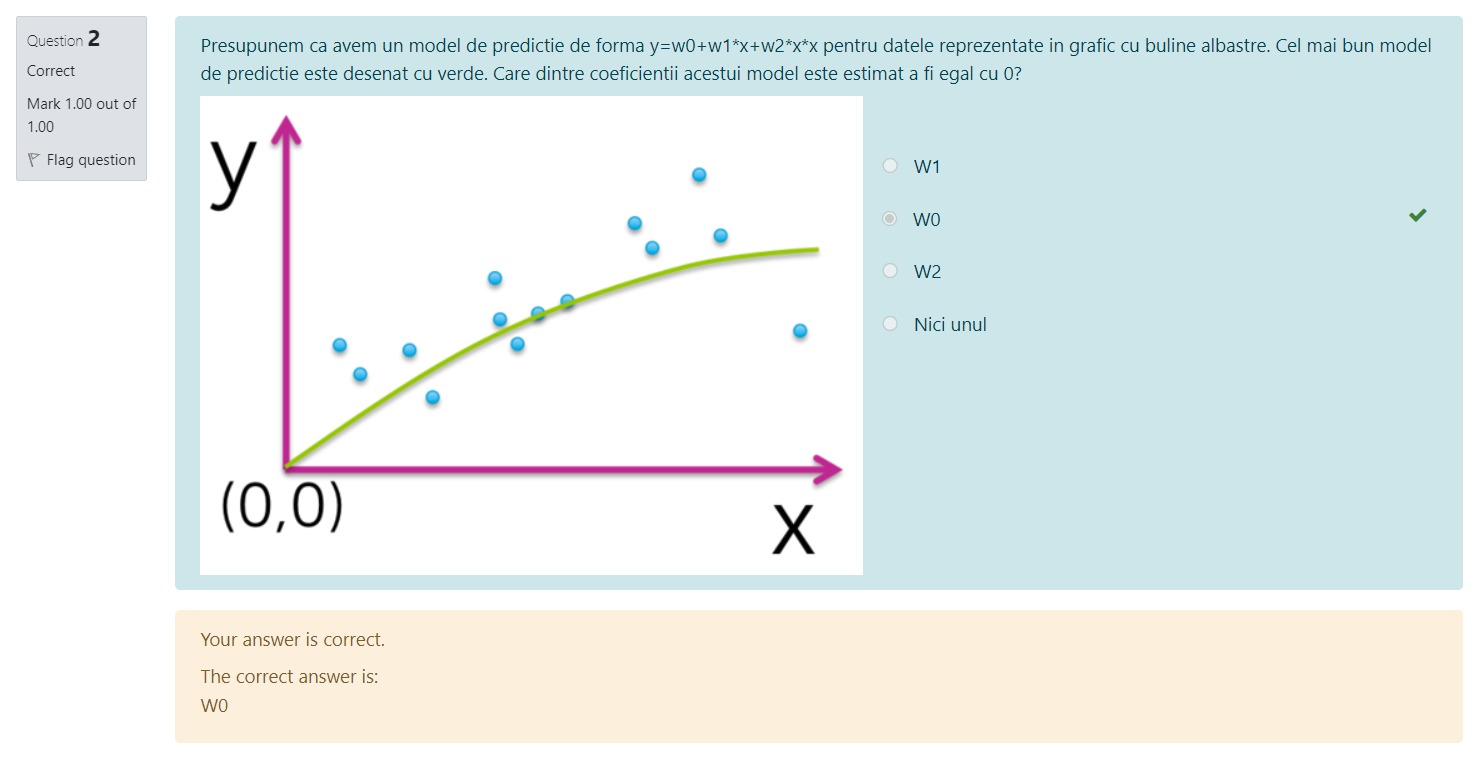 Question 2
Correct
Mark 1.00 out of
1.00
Flag question
Presupunem ca avem un model de predictie de forma y=w0+w1*x+w2*x*x pentru datele reprezentate in grafic cu buline albastre. Cel mai bun model
de predictie este desenat cu verde. Care dintre coeficientii acestui model este estimat a fi egal cu 0?
y
(0,0)
x
W1
W0
W2
Nici unul
Your answer is correct.
The correct answer is:
W0